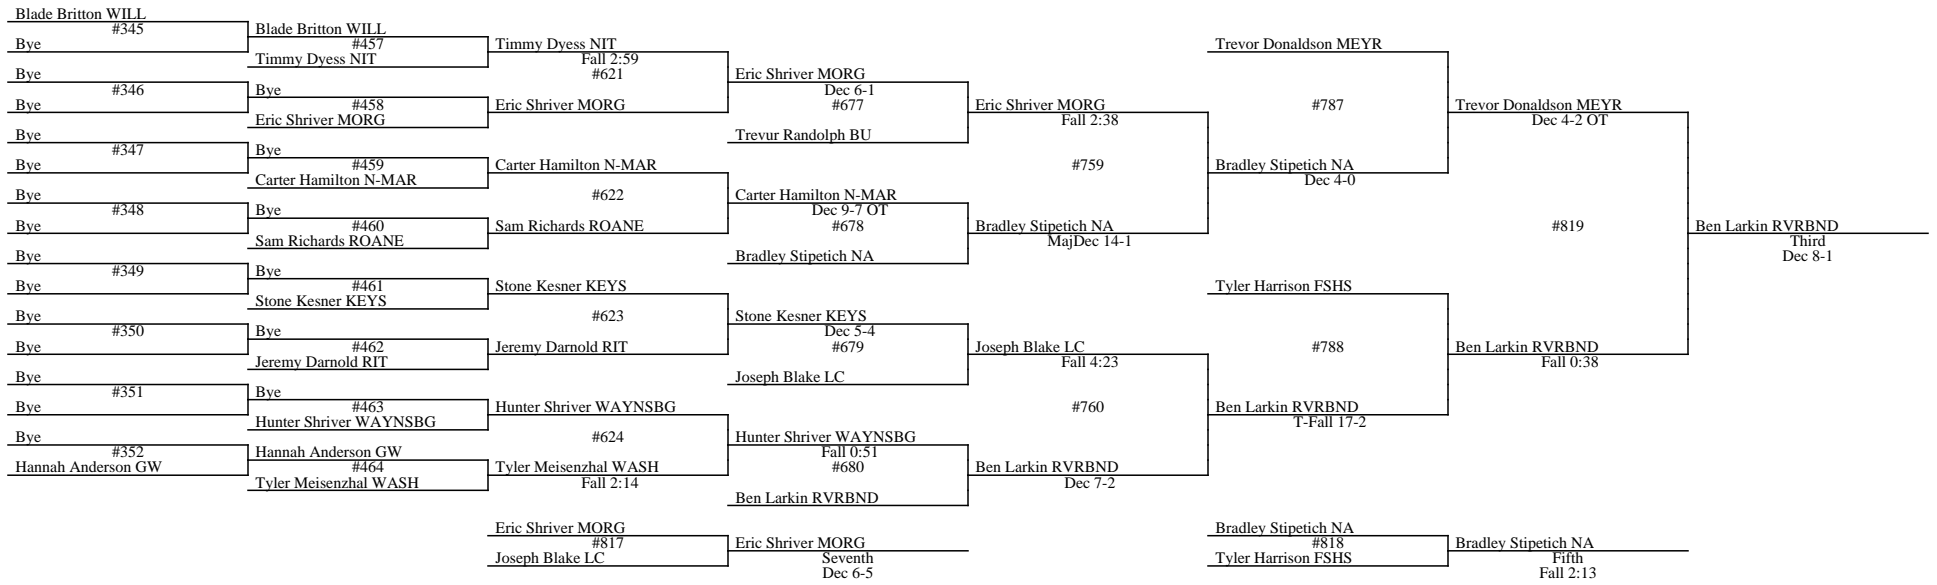 Blade Britton WILL
#345
Bye
Bye
#346
Bye
Bye
#347
Bye
Bye
#348
Bye
Bye
#349
Bye
Bye
#350
Bye
Bye
#351
Bye
Bye
#352
Hannah Anderson GW
Blade Britton WILL
#457
Timmy Dyess NIT
Bye
#458
Eric Shriver MORG
Bye
#459
Carter Hamilton N-MAR
Bye
#460
Sam Richards ROANE
Bye
#461
Stone Kesner KEYS
Bye
#462
Jeremy Darnold RIT
Bye
#463
Hunter Shriver WAYNSBG
Hannah Anderson GW
#464
Tyler Meisenzhal WASH
Timmy Dyess NIT
Fall 2:59
#621
Eric Shriver MORG
Carter Hamilton N-MAR
#622
Sam Richards ROANE
Stone Kesner KEYS
#623
Jeremy Darnold RIT
Hunter Shriver WAYNSBG
#624
Tyler Meisenzhal WASH
Fall 2:14
Eric Shriver MORG
Dec 6-1
#677
Trevur Randolph BU
Carter Hamilton N-MAR
Dec 9-7 OT
#678
Bradley Stipetich NA
Stone Kesner KEYS
Dec 5-4
#679
Joseph Blake LC
Hunter Shriver WAYNSBG
Fall 0:51
#680
Ben Larkin RVRBND
Eric Shriver MORG
Fall 2:38
#759
Bradley Stipetich NA
MajDec 14-1
Joseph Blake LC
Fall 4:23
#760
Ben Larkin RVRBND
Dec 7-2
Trevor Donaldson MEYR
#787
Bradley Stipetich NA
Dec 4-0
Tyler Harrison FSHS
#788
Ben Larkin RVRBND
T-Fall 17-2
Trevor Donaldson MEYR
Dec 4-2 OT
#819
Ben Larkin RVRBND
Fall 0:38
Ben Larkin RVRBND
Third
Dec 8-1
Eric Shriver MORG
#817
Joseph Blake LC
Eric Shriver MORG
Seventh
Dec 6-5
Bradley Stipetich NA
#818
Tyler Harrison FSHS
Bradley Stipetich NA
Fifth
Fall 2:13